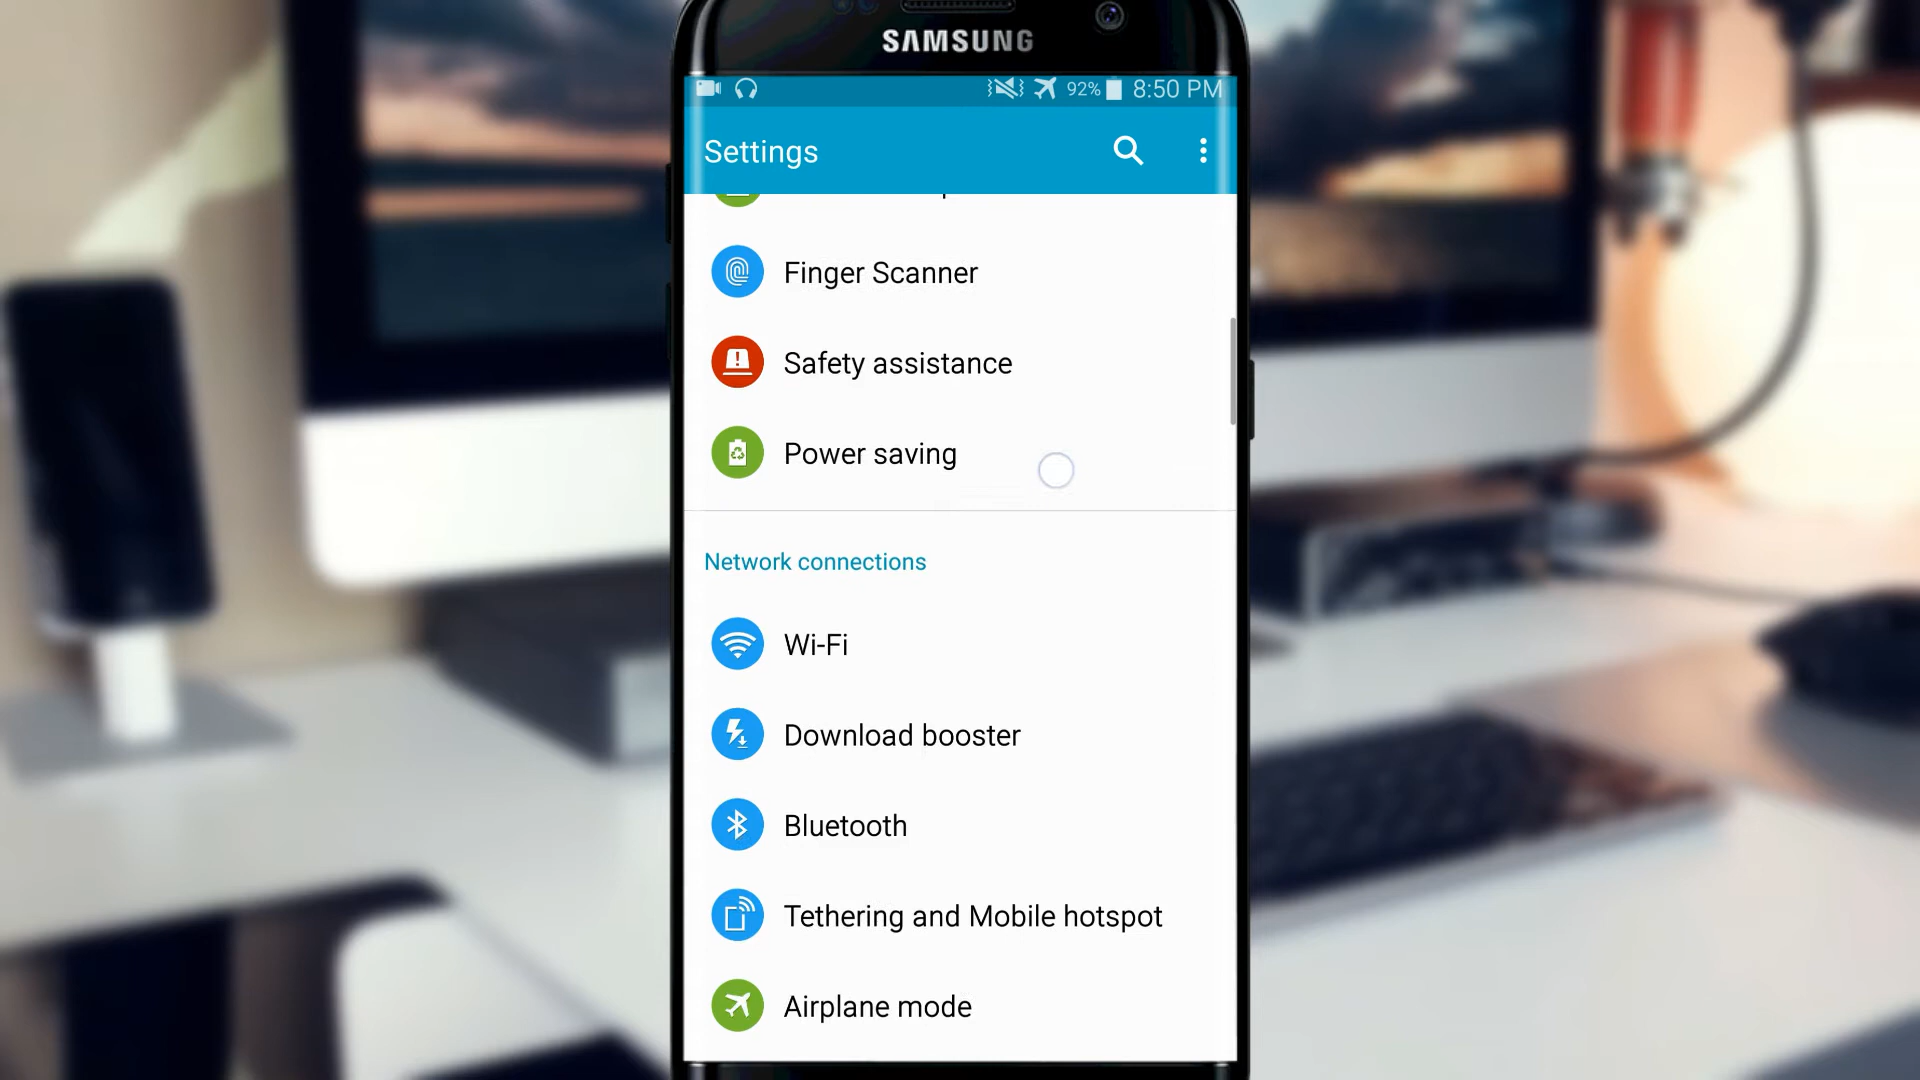 SAMSUNG
92% 8:50 PM
Settings
Finger Scanner
Safety assistance
Power saving
Network connections
Wi-Fi
Download booster
Bluetooth
Tethering and Mobile hotspot
Airplane mode